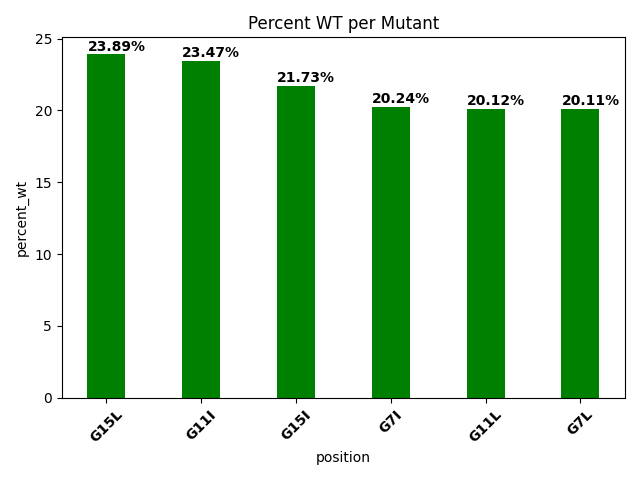 Percent WT per Mutant
25
20
15
10
5
0
percent_wt
23.89%
23.47%
21.73%
20.24%
20.12%
20.11%
G15L
G11I
G15I
G7I
G11L
G7L
position